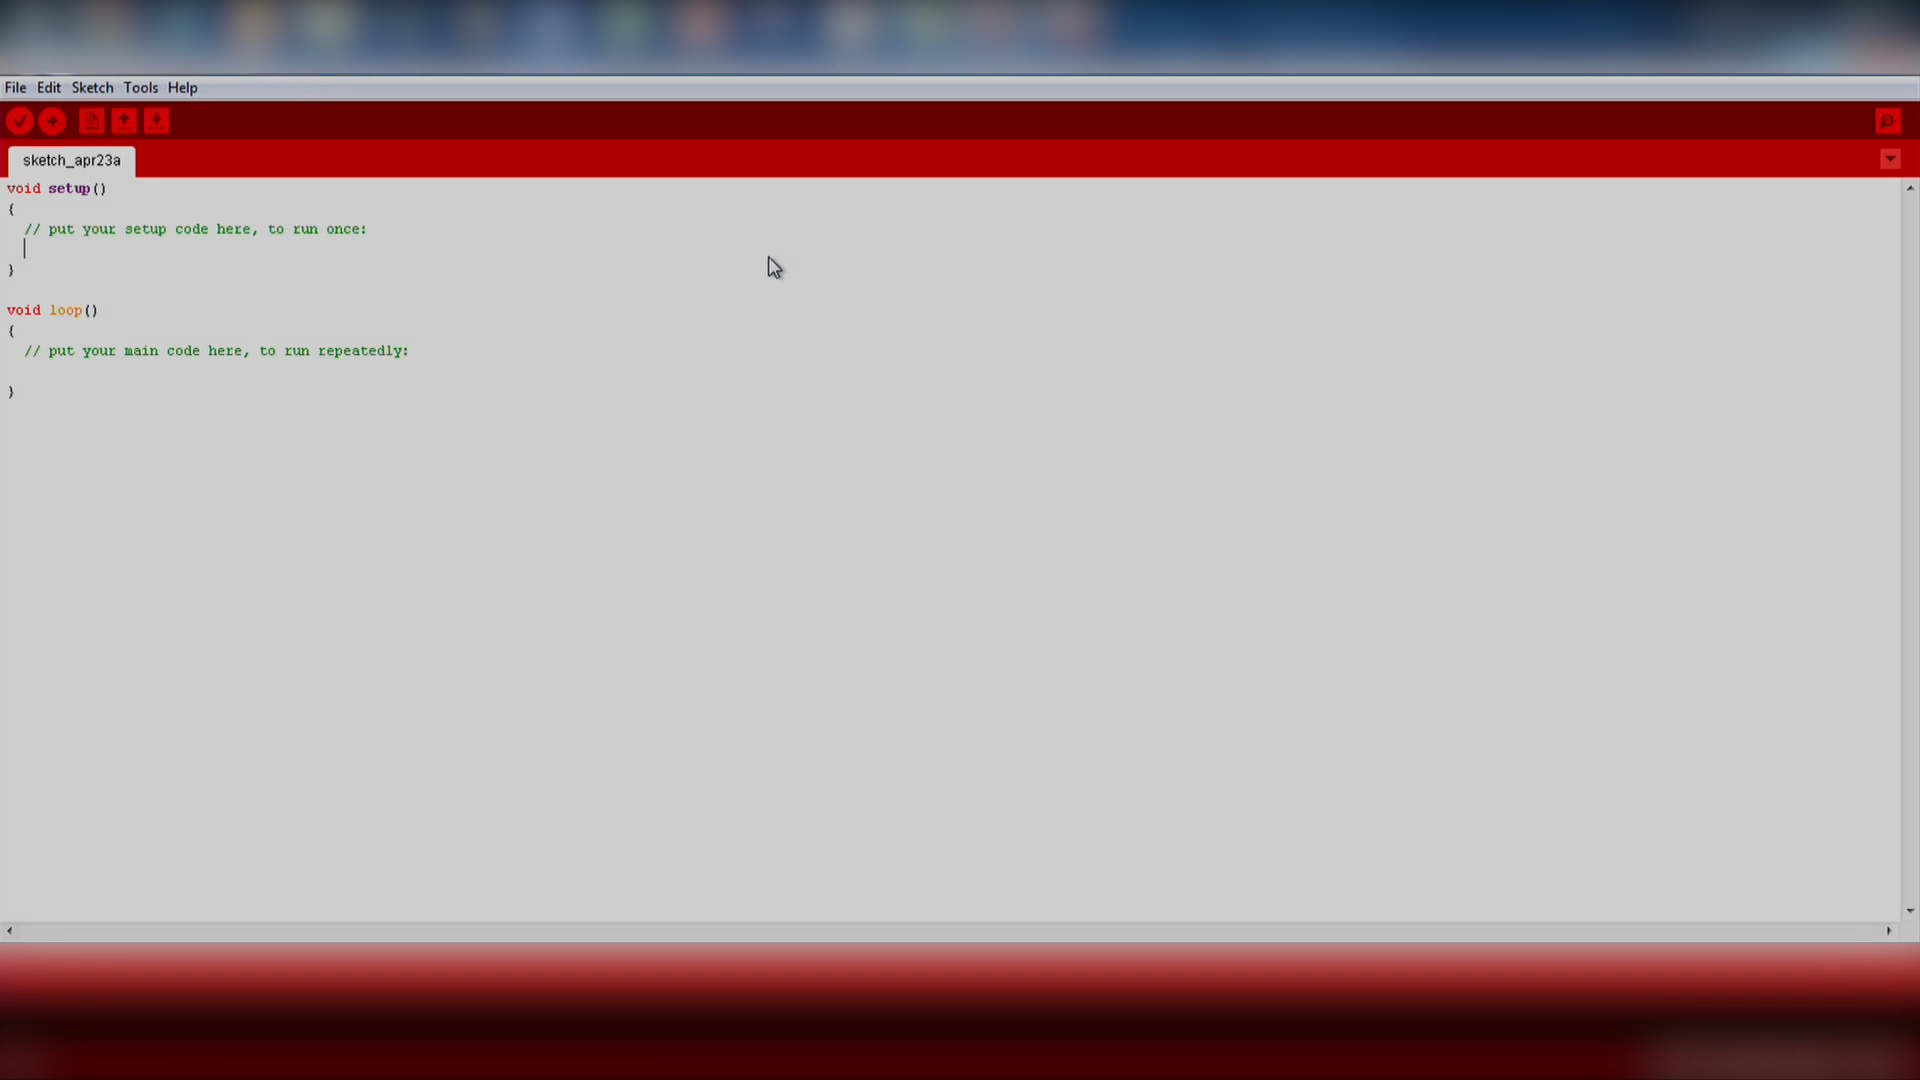 File Edit Sketch Tools Help
sketch_apr23a
void setup()
{
// put your setup code here, to run once:
}
void loop()
{
// put your main code here, to run repeatedly:
}